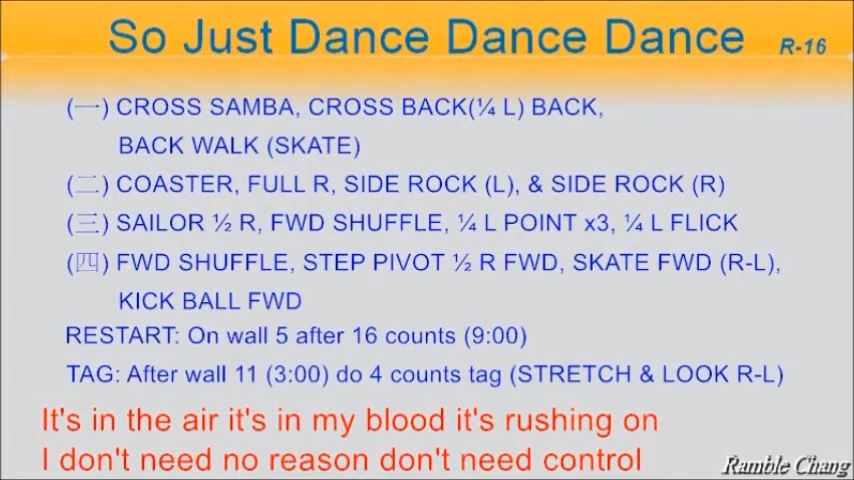 So Just Dance Dance Dance R-16
(一) CROSS SAMBA, CROSS BACK(¼ L) BACK,
BACK WALK (SKATE)
(二) COASTER, FULL R, SIDE ROCK (L), & SIDE ROCK (R)
(三) SAILOR ½ R, FWD SHUFFLE, ¼ L POINT x3, ¼ L FLICK
(四) FWD SHUFFLE, STEP PIVOT ½ R FWD, SKATE FWD (R-L),
KICK BALL FWD
RESTART: On wall 5 after 16 counts (9:00)
TAG: After wall 11 (3:00) do 4 counts tag (STRETCH & LOOK R-L)
It's in the air it's in my blood it's rushing on
I don't need no reason don't need control
Ramble Chang